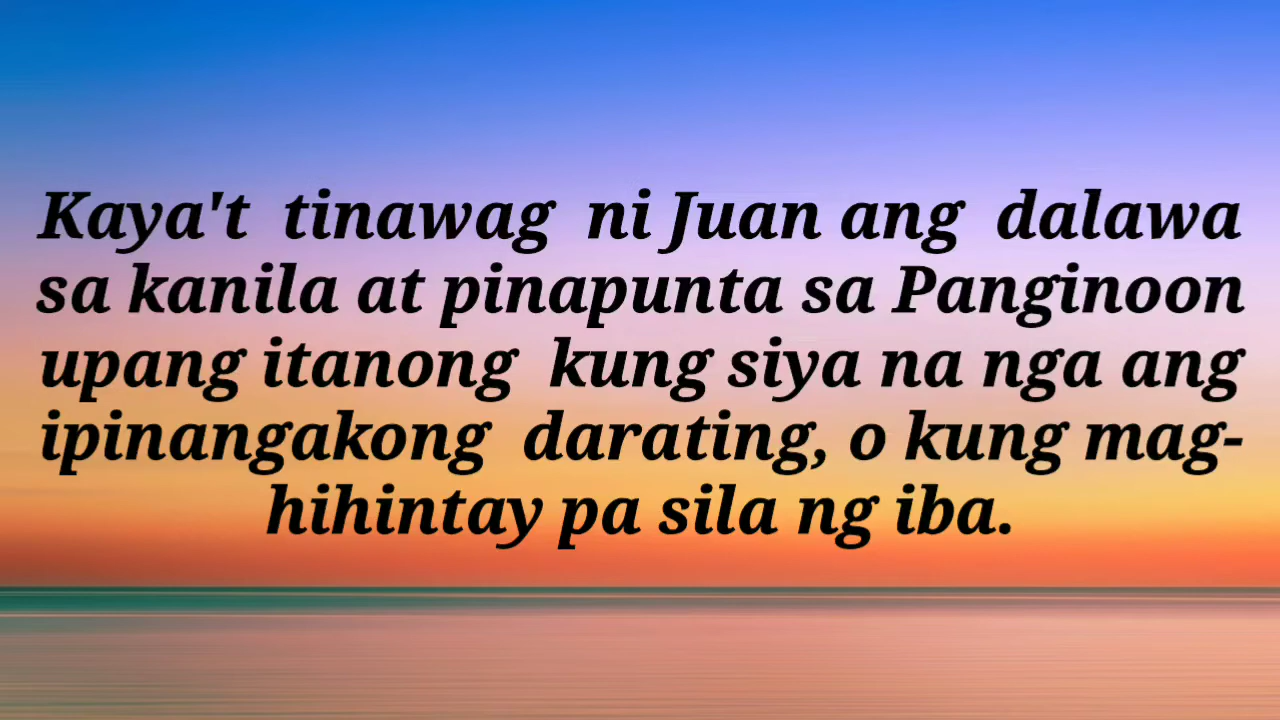 Kaya't tinawag ni Juan ang dalawa
sa kanila at pinapunta sa Panginoon
upang itanong kung siya na nga ang
ipinangakong darating, o kung mag-
hihintay pa sila ng iba.